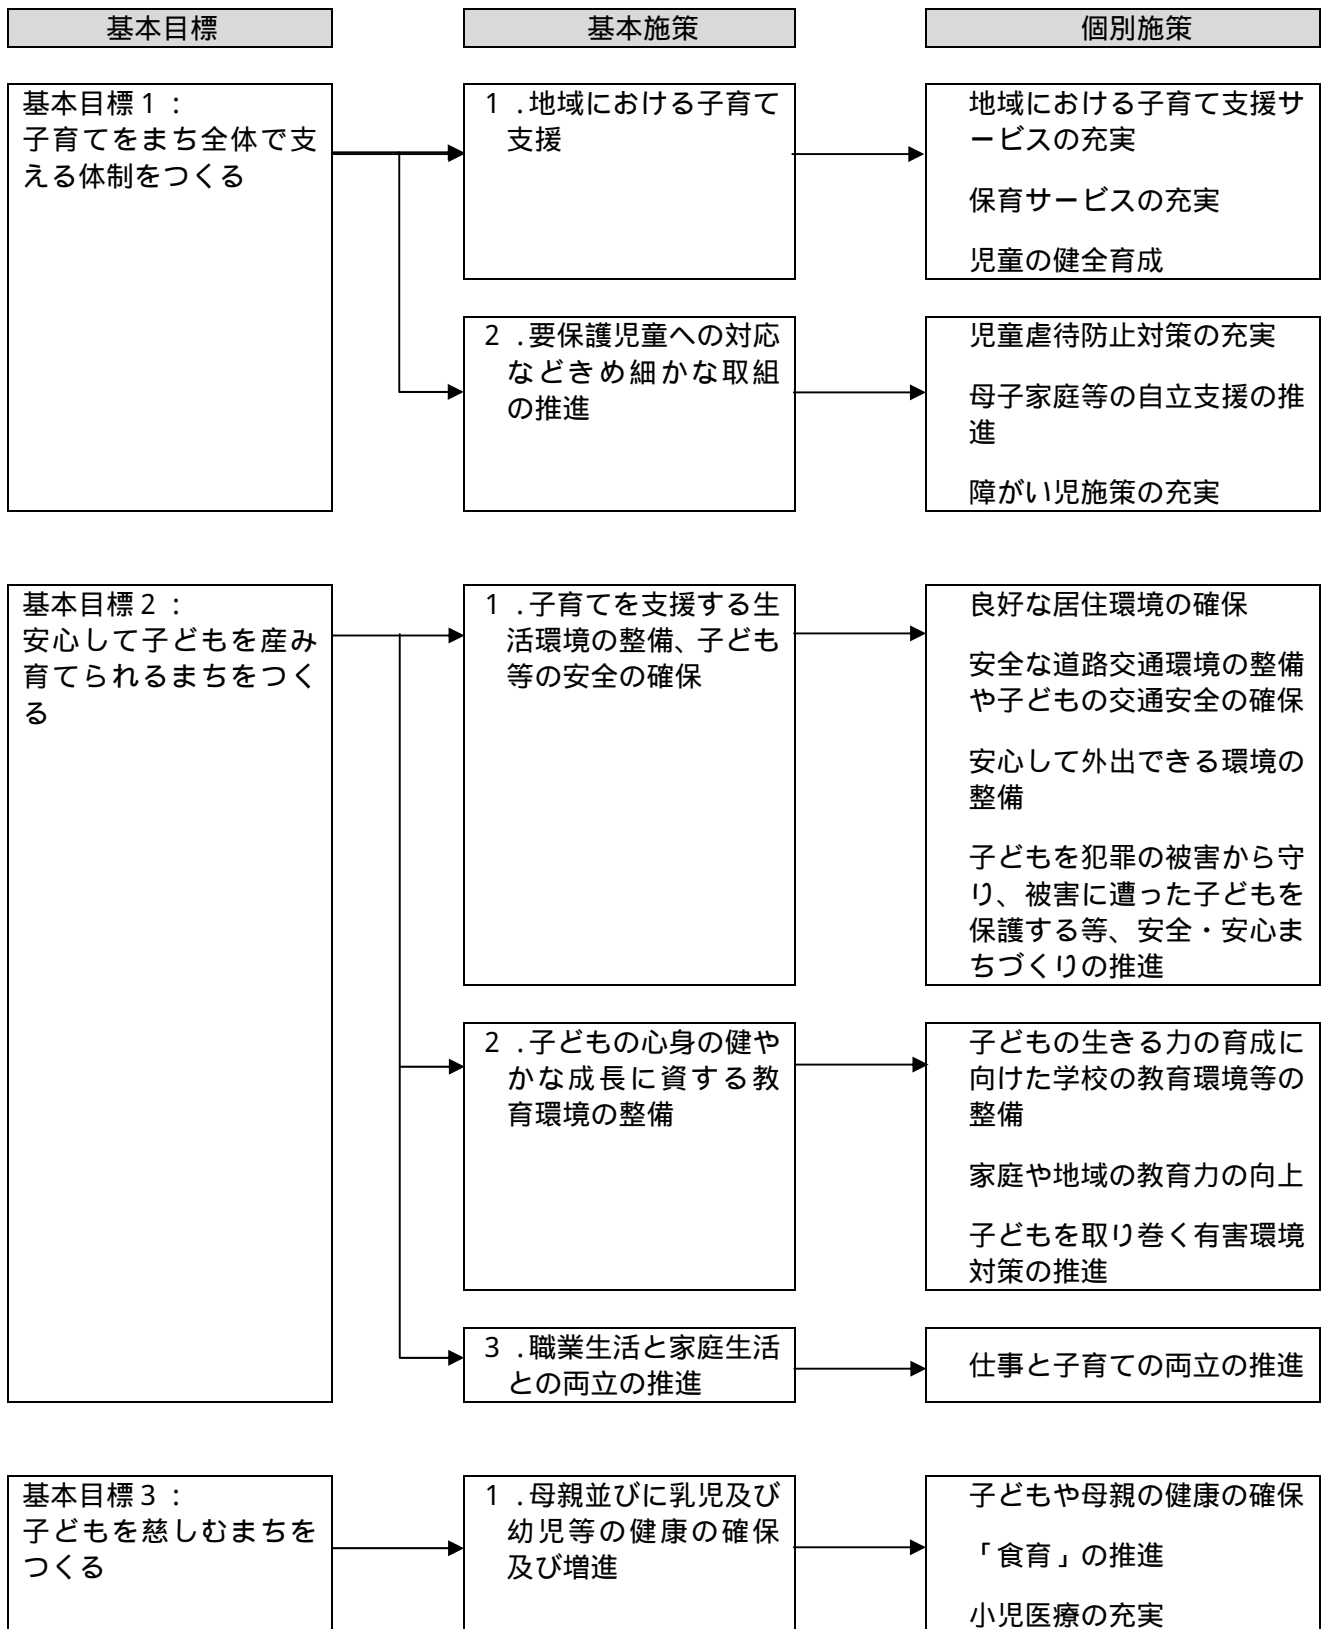 基本目標
基本施策
個別施策
基本目標1：
子育てをまち全体で支
える体制をつくる
1．地域における子育て
支援
地域における子育て支援サ
ービスの充実
保育サービスの充実
児童の健全育成
2．要保護児童への対応
などきめ細かな取組
の推進
児童虐待防止対策の充実
母子家庭等の自立支援の推
進
障がい児施策の充実
基本目標2：
安心して子どもを産み
育てられるまちをつく
る
1．子育てを支援する生
活環境の整備、子ども
等の安全の確保
良好な居住環境の確保
安全な道路交通環境の整備
や子どもの交通安全の確保
安心して外出できる環境の
整備
子どもを犯罪の被害から守
り、被害に遭った子どもを
保護する等、安全・安心ま
ちづくりの推進
2．子どもの心身の健や
かな成長に資する教
育環境の整備
子どもの生きる力の育成に
向けた学校の教育環境等の
整備
家庭や地域の教育力の向上
子どもを取り巻く有害環境
対策の推進
3．職業生活と家庭生活
との両立の推進
仕事と子育ての両立の推進
基本目標3：
子どもを慈しむまちを
つくる
1．母親並びに乳児及び
幼児等の健康の確保
及び増進
子どもや母親の健康の確保
「食育」の推進
小児医療の充実